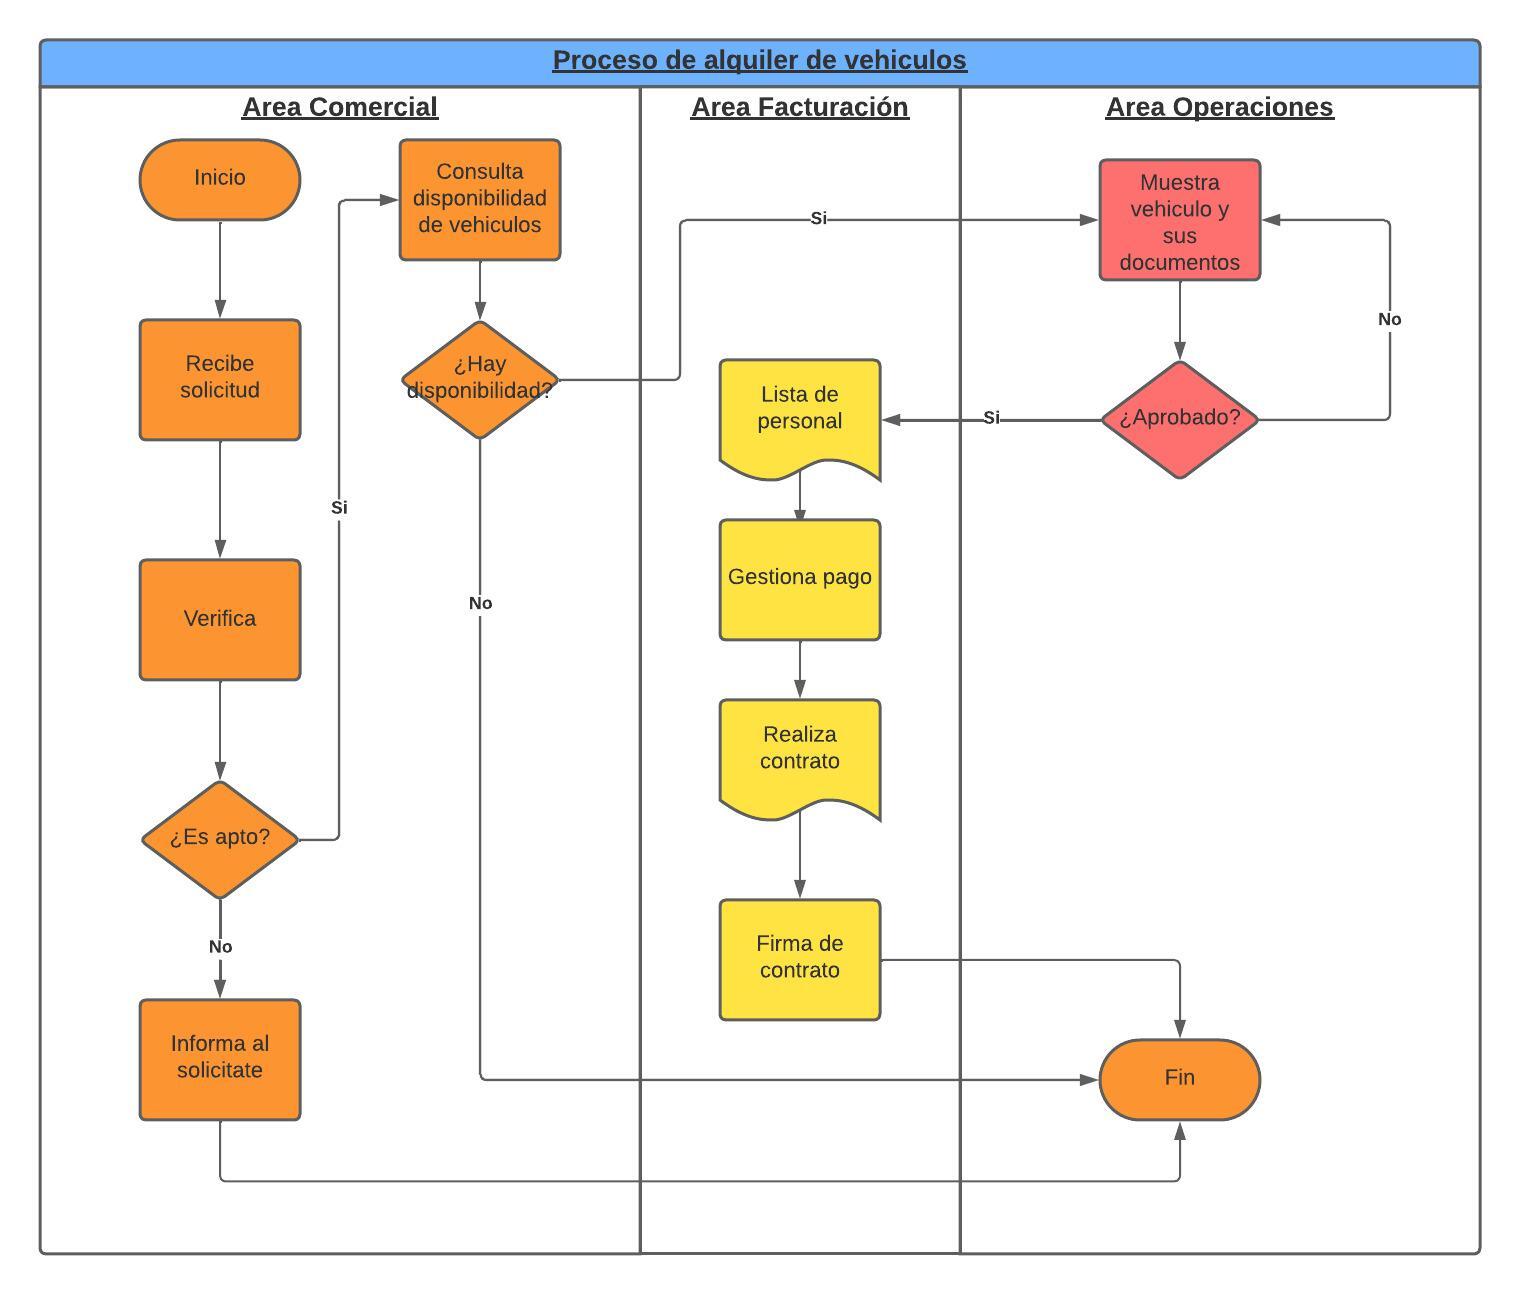 Proceso de alquiler de vehiculos
Area Comercial
Inicio
Recibe
solicitud
Verifica
¿Es apto?
No
Informa al
solicitate
Si
Consulta
disponibilidad
de vehiculos
¿Hay
disponibilidad?
No
Si
Area Facturación
Lista de
personal
Gestiona pago
Realiza
contrato
Firma de
contrato
Area Operaciones
Muestra
vehiculo y
sus
documentos
¿Aprobado?
No
Si
Fin